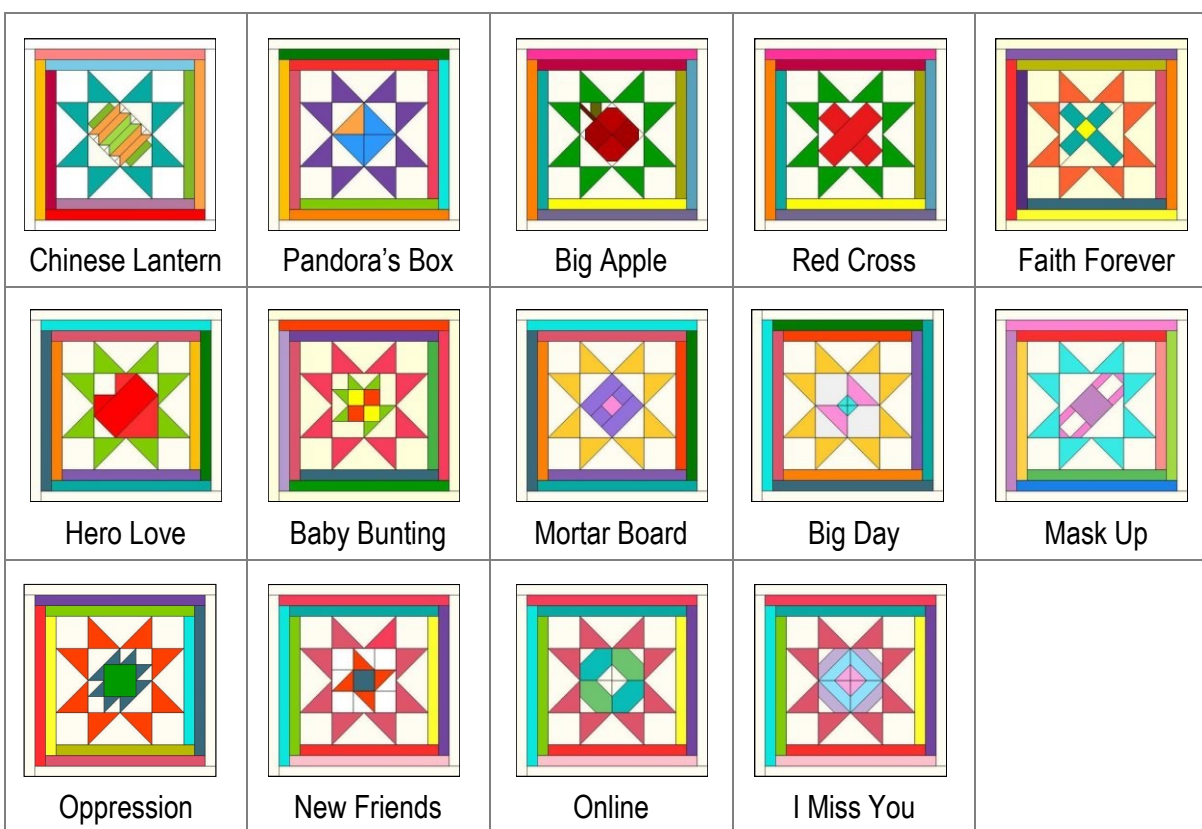 Chinese Lantern
Pandora's Box
Big Apple
Red Cross
Faith Forever
Hero Love
Baby Bunting
Mortar Board
Big Day
Mask Up
Oppression
New Friends
Online
I Miss You